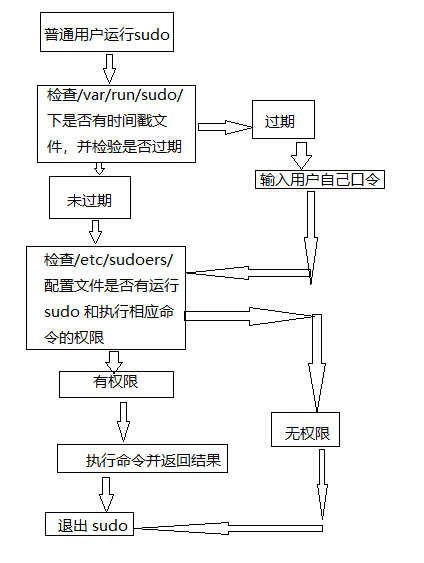 普通用户运行sudo
检查/var/run/sudo/
下是否有时间戳文
件，并检验是否过期
过期
输入用户自己口令
未过期
检查/etc/sudoers/
配置文件是否有运行
sudo 和执行相应命
令的权限
有权限
无权限
执行命令并返回结果
退出 sudo